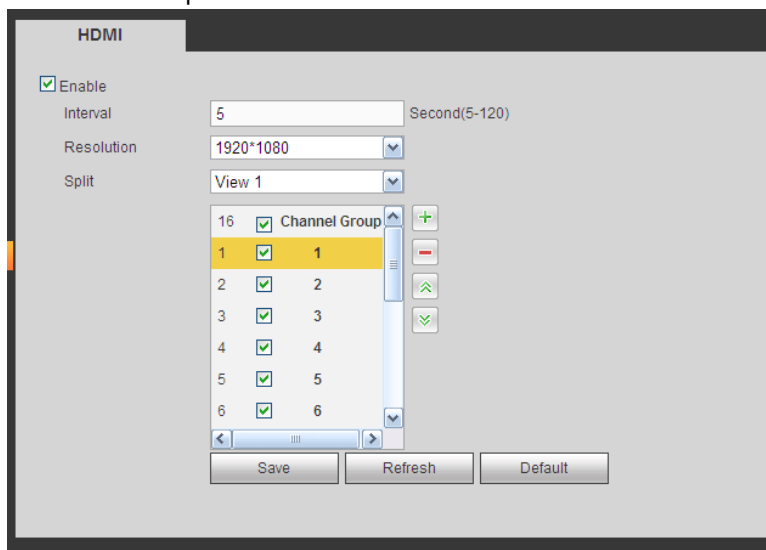 HDMI
Enable
Interval 5 Second(5-120)
Resolution 1920*1080
Split View 1
16 Channel Group
1 1
2 2
3 3
4 4
5 5
6 6
Save Refresh Default